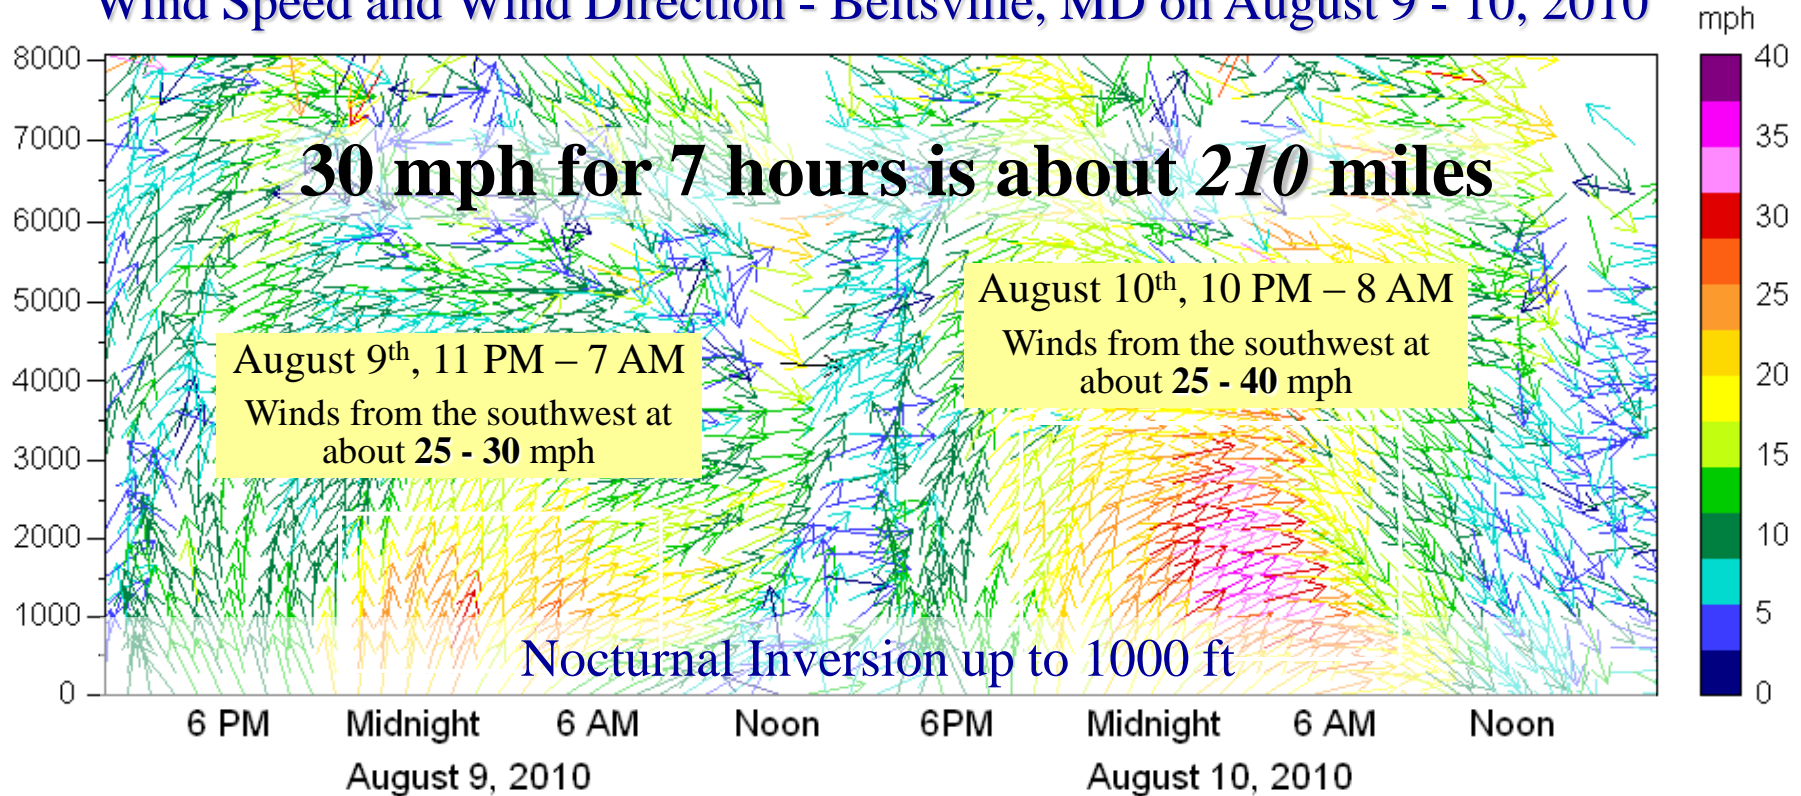 Wind Speed and Wind Direction - Beltsville, MD on August 9 - 10, 2010
mph
8000
7000
6000
5000
4000
3000
2000
1000
0
30 mph for 7 hours is about 210 miles
August 9th, 11 PM – 7 AM
Winds from the southwest at
about 25 - 30 mph
August 10th, 10 PM – 8 AM
Winds from the southwest at
about 25 - 40 mph
Nocturnal Inversion up to 1000 ft
40
35
30
25
20
15
10
5
0
6 PM Midnight 6 AM Noon 6PM Midnight 6 AM Noon
August 9, 2010 August 10, 2010